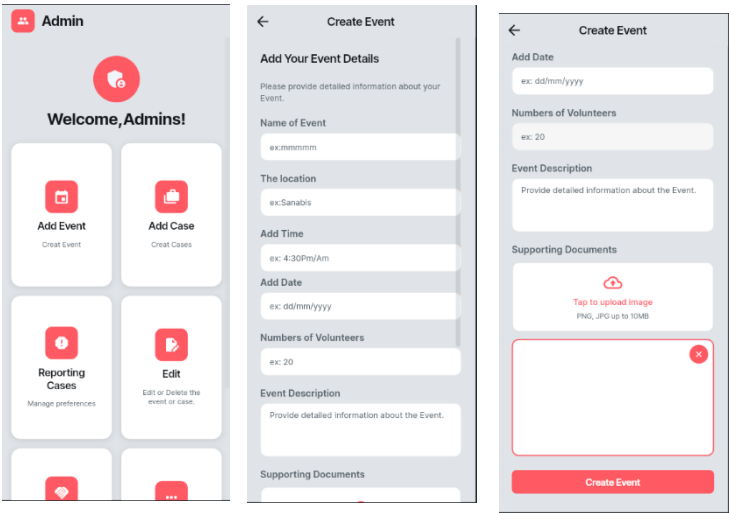 Admin
Welcome,Admins!
Add Event
Creat Event
Add Case
Creat Cases
Reporting
Cases
Manage preferences
Edit
Edit or Delete the
event or case.
Create Event
Add Your Event Details
Please provide detailed information about your
Event.
Name of Event
ex:mmmmm
The location
ex:Sanabis
Add Time
ex: 4:30Pm/Am
Add Date
ex: dd/mm/yyyy
Numbers of Volunteers
ex: 20
Event Description
Provide detailed information about the Event.
Supporting Documents
Create Event
Add Date
ex: dd/mm/yyyy
Numbers of Volunteers
ex: 20
Event Description
Provide detailed information about the Event.
Supporting Documents
Tap to upload image
PNG, JPG up to 10MB
Create Event